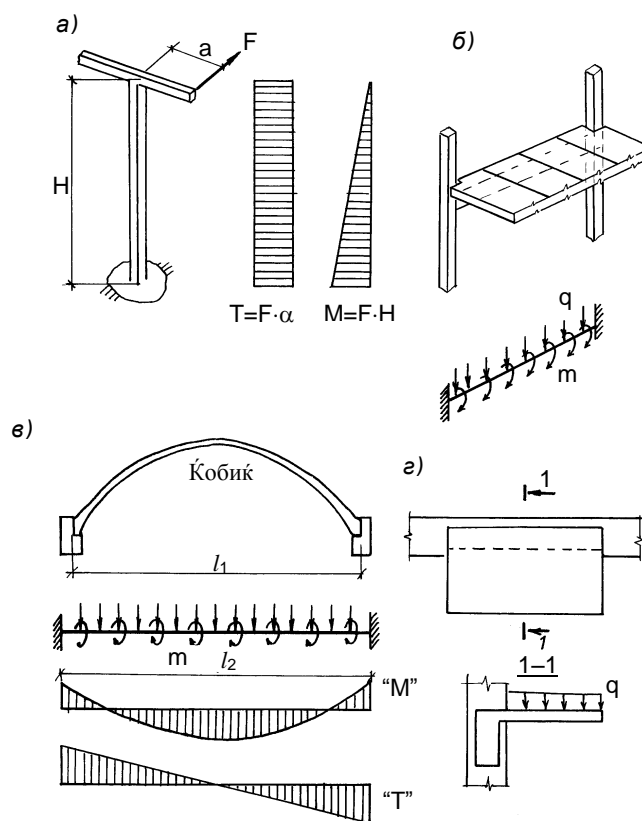 а)
a
F
H
T=F·α
M=F·H
б)
q
m
в)
Ќобиќ
l₁
m
l₂
“M”
“T”
г)
1
1
1–1
q